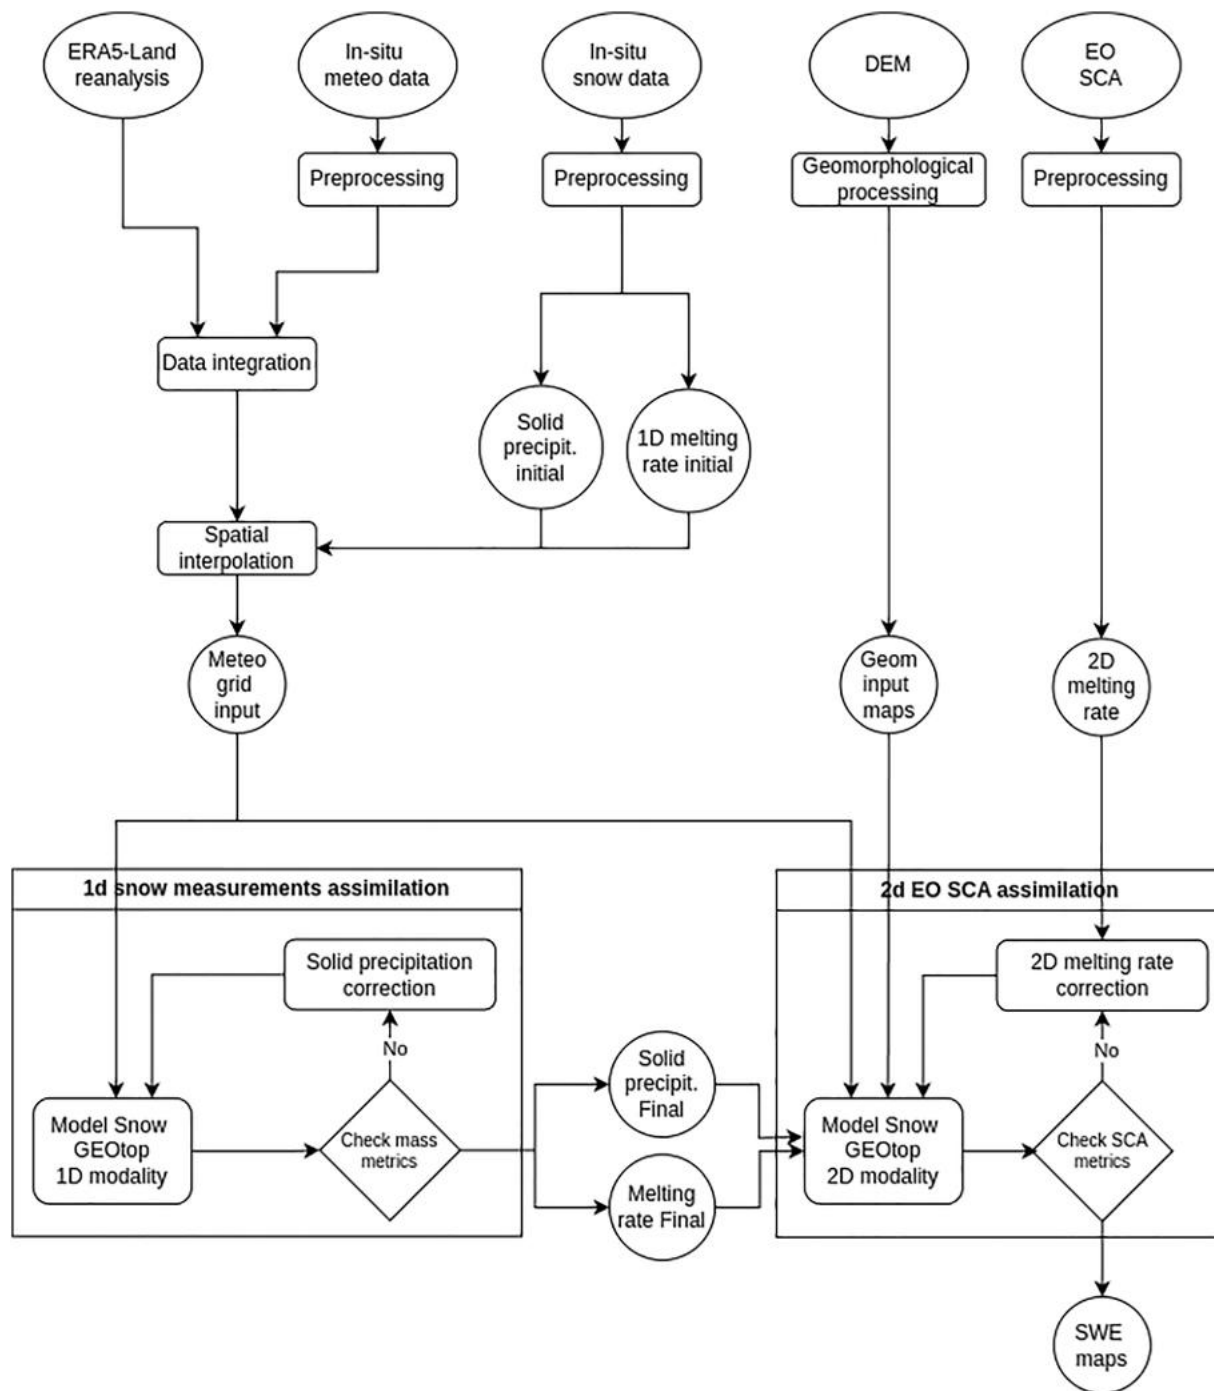 ERA5-Land
reanalysis
In-situ
meteo data
In-situ
snow data
DEM
EO
SCA
Preprocessing
Preprocessing
Geomorphological
processing
Preprocessing
Data integration
Solid
precipit.
initial
1D melting
rate initial
Spatial
interpolation
Meteo
grid
input
Geom
input
maps
2D
melting
rate
1d snow measurements assimilation
2d EO SCA assimilation
Solid precipitation
correction
2D melting rate
correction
No
No
Model Snow
GEOtop
1D modality
Check mass
metrics
Solid
precipit.
Final
Melting
rate Final
Model Snow
GEOtop
2D modality
Check SCA
metrics
SWE
maps